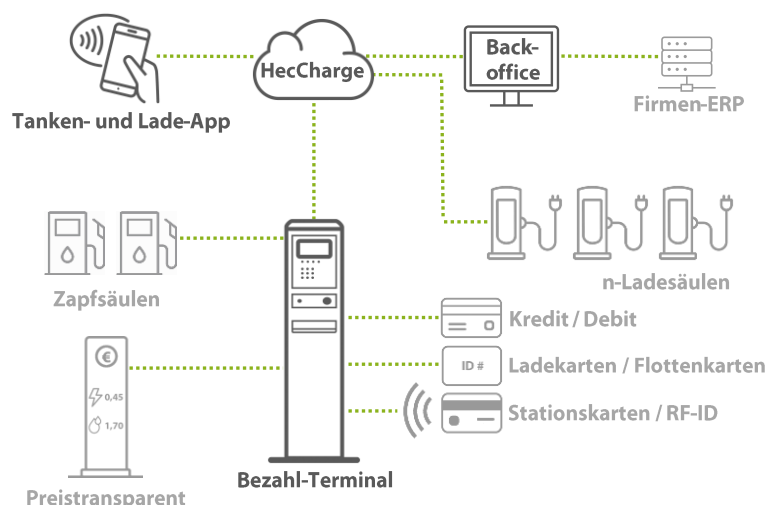 HecCharge
Back-
office
Firmen-ERP
Tanken- und Lade-App
n-Ladesäulen
Zapfsäulen
Kredit / Debit
€
ID #
Ladekarten / Flottenkarten
0,45
1,70
Stationskarten / RF-ID
Bezahl-Terminal
Preistransparent